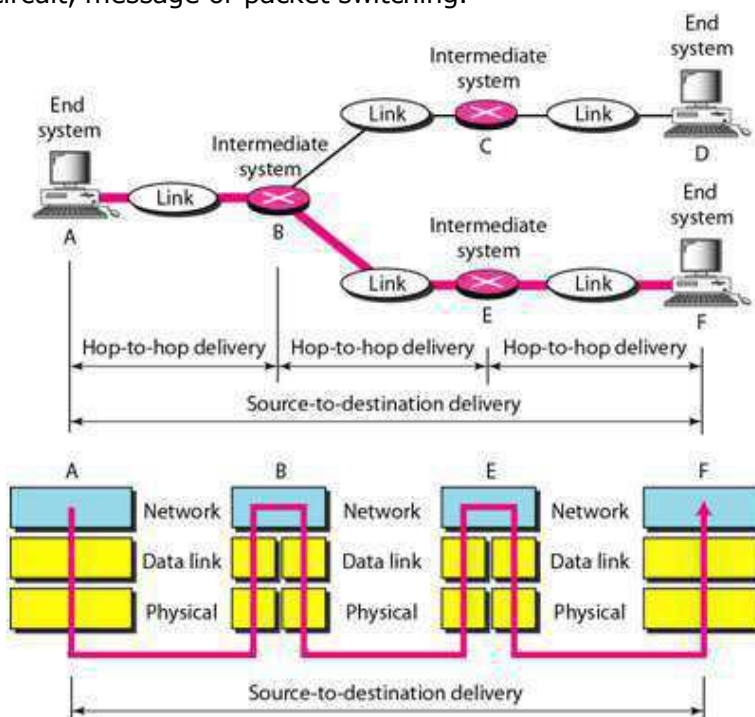 circuit, message or packet switching.
End
system
Intermediate
system
Link
Link
C
D
End
system
Intermediate
system
Link
A
B
End
system
Intermediate
system
Link
Link
E
F
Hop-to-hop delivery
Hop-to-hop delivery
Hop-to-hop delivery
Source-to-destination delivery
A
B
E
F
Network
Network
Network
Data link
Data link
Data link
Physical
Physical
Physical
Source-to-destination delivery